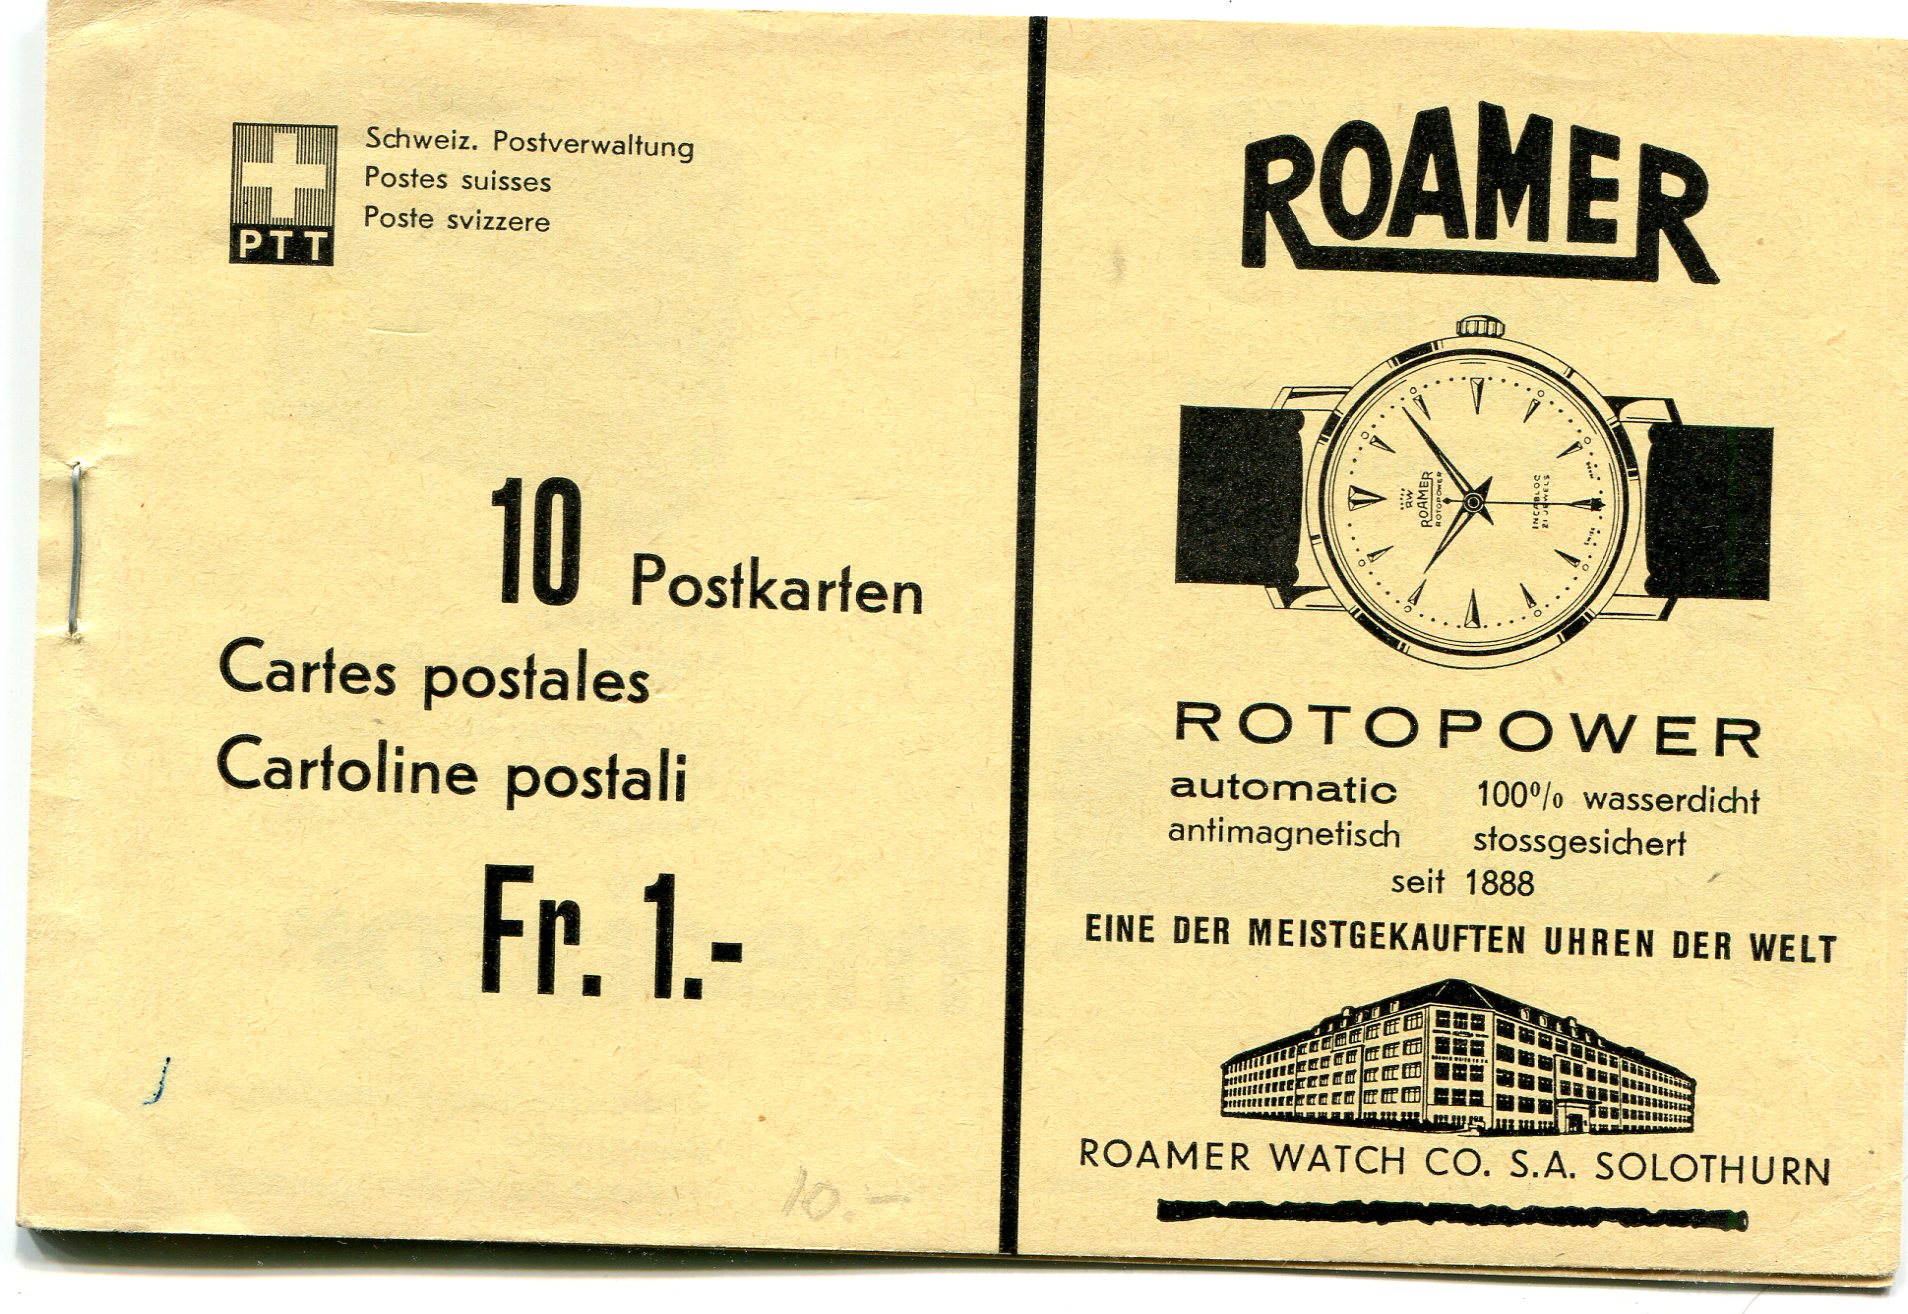 Schweiz. Postverwaltung
Postes suisses
Poste svizzere
PTT
10 Postkarten
Cartes postales
Cartoline postali
Fr. 1.-
10.-
ROAMER
RW
ROAMER
ROTOPOWER
INCABLOC
21 JEWELS
ROTOPOWER
automatic 100% wasserdicht
antimagnetisch stossgesichert
seit 1888
EINE DER MEISTGEKAUFTEN UHREN DER WELT
ROAMER WATCH CO. S.A. SOLOTHURN